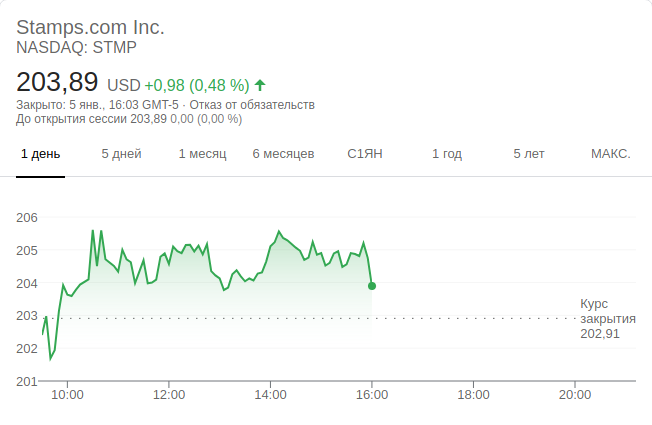 Stamps.com Inc.
NASDAQ: STMP
203,89 USD +0,98 (0,48 %)
Закрыто: 5 янв., 16:03 GMT-5 · Отказ от обязательств
До открытия сессии 203,89 0,00 (0,00 %)
1 день 5 дней 1 месяц 6 месяцев С1ЯН 1 год 5 лет МАКС.
206
205
204
203
202
201
Курс
закрытия
202,91
10:00 12:00 14:00 16:00 18:00 20:00